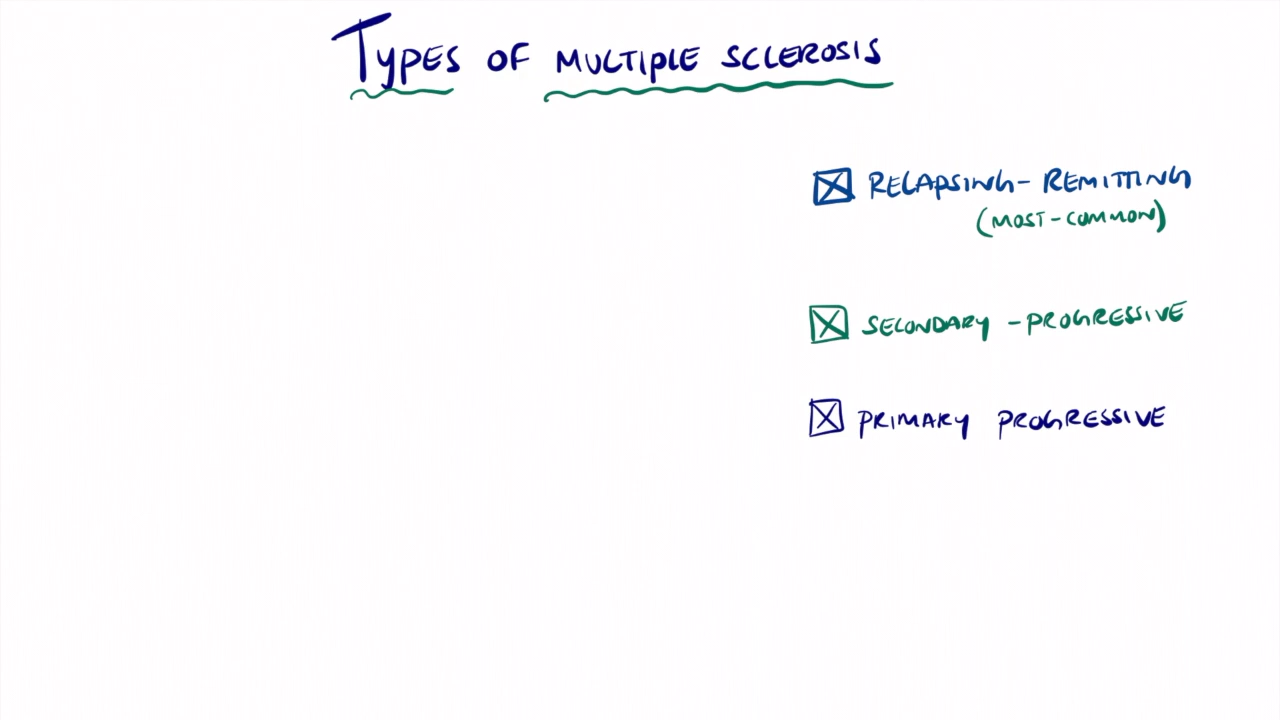 TYPES OF MULTIPLE SCLEROSIS
RELAPSING-REMITTING
(MOST-COMMON)
SECONDARY-PROGRESSIVE
PRIMARY PROGRESSIVE